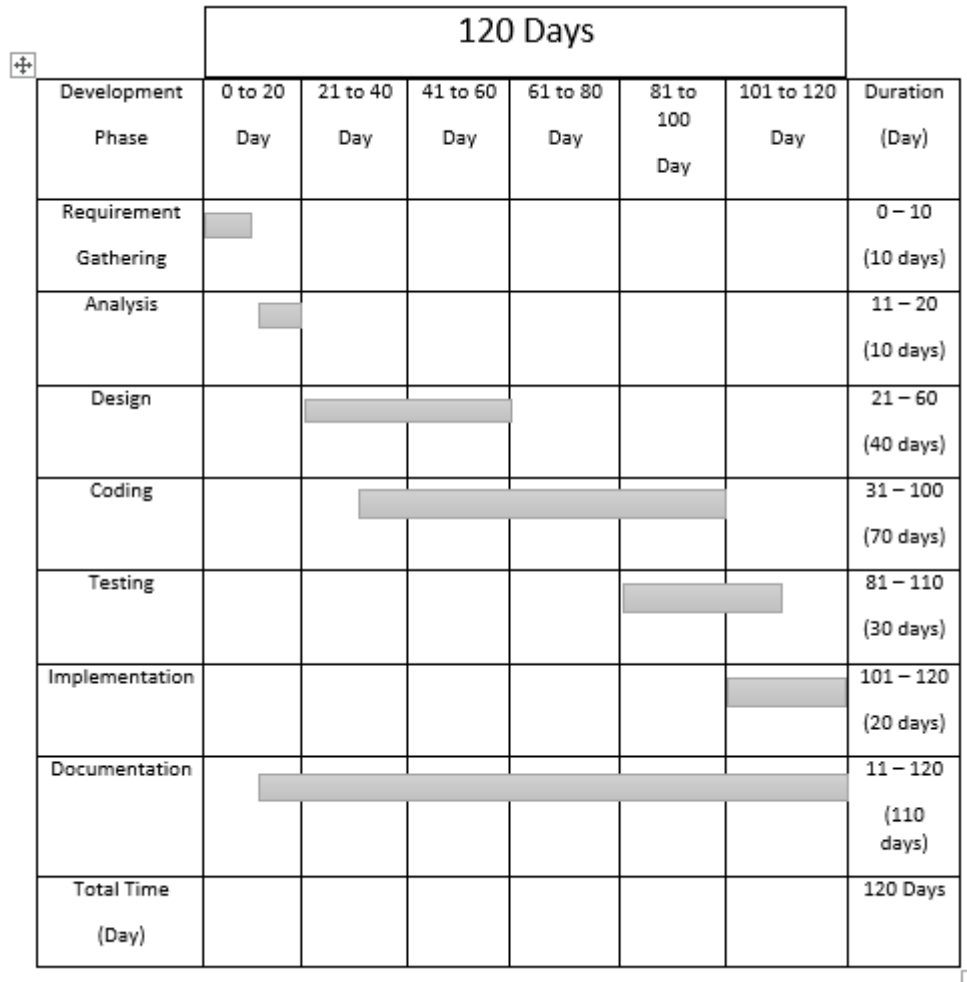 120 Days
Development
Phase
0 to 20
Day
21 to 40
Day
41 to 60
Day
61 to 80
Day
81 to
100
Day
101 to 120
Day
Duration
(Day)
Requirement
Gathering
0 – 10
(10 days)
Analysis
11 – 20
(10 days)
Design
21 – 60
(40 days)
Coding
31 – 100
(70 days)
Testing
81 – 110
(30 days)
Implementation
101 – 120
(20 days)
Documentation
11 – 120
(110
days)
Total Time
(Day)
120 Days